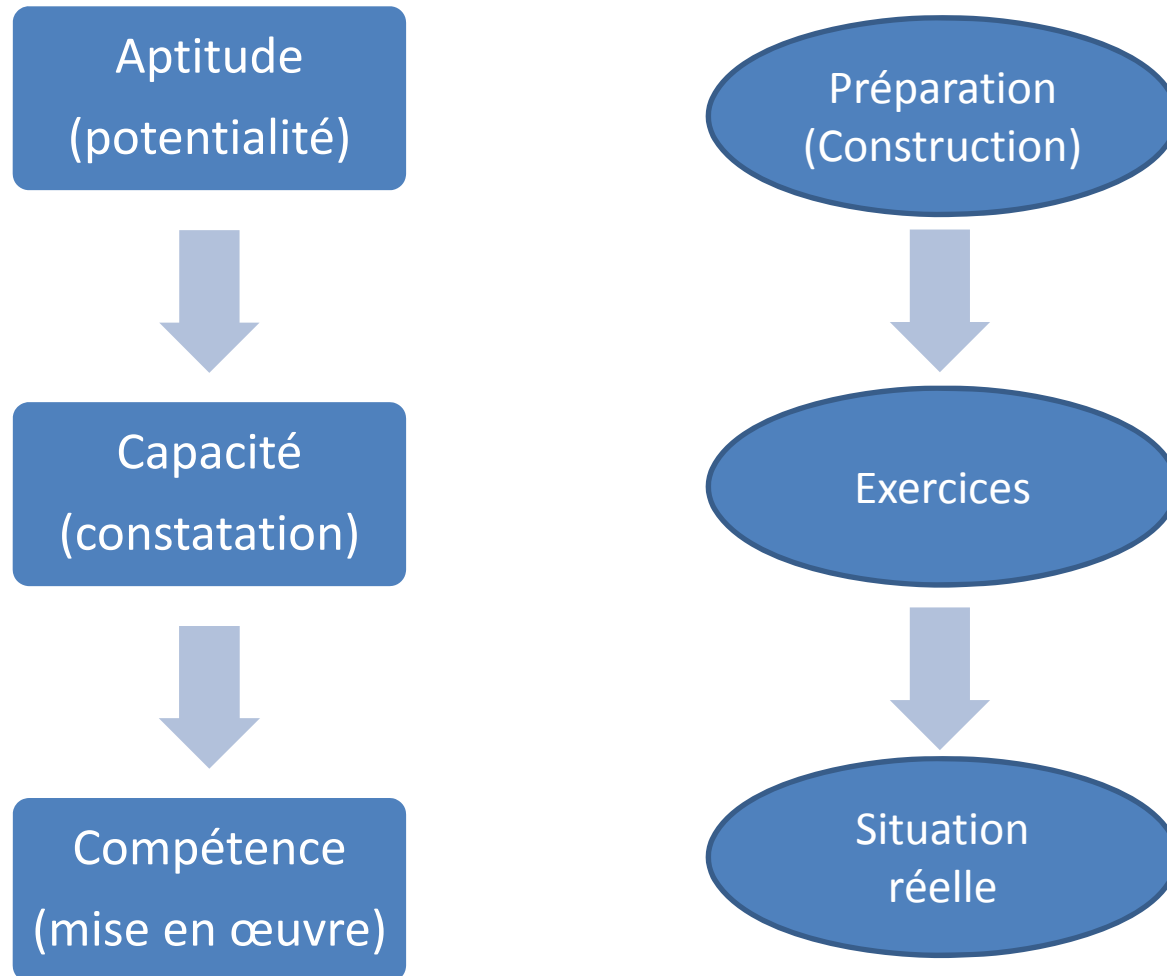 Aptitude
(potentialité)
Préparation
(Construction)
Capacité
(constatation)
Exercices
Compétence
(mise en œuvre)
Situation
réelle